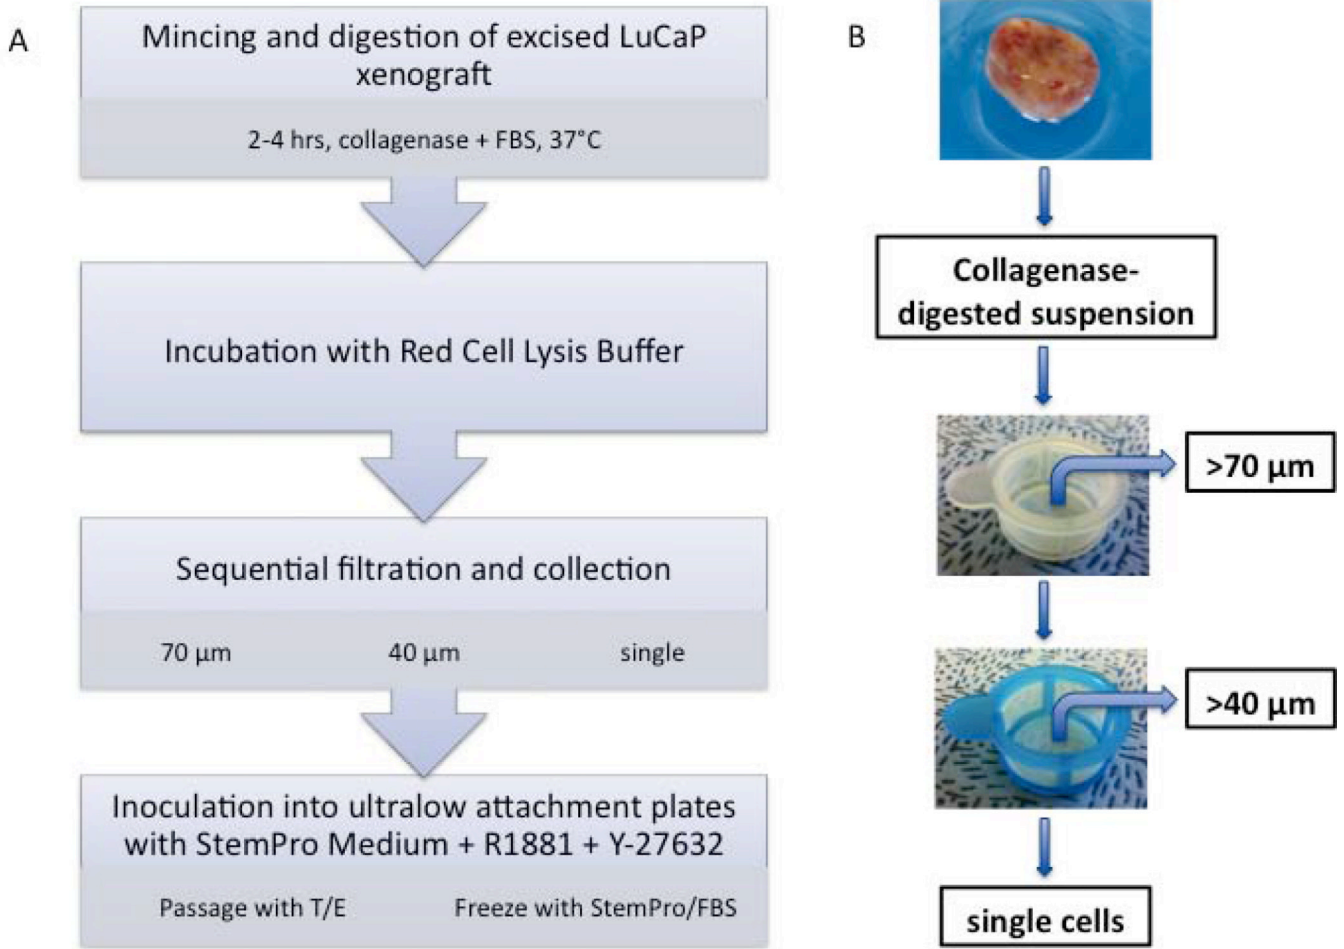 A
Mincing and digestion of excised LuCaP
xenograft
2-4 hrs, collagenase + FBS, 37°C
Incubation with Red Cell Lysis Buffer
Sequential filtration and collection
70 µm 40 µm single
Inoculation into ultralow attachment plates
with StemPro Medium + R1881 + Y-27632
Passage with T/E Freeze with StemPro/FBS
B
Collagenase-
digested suspension
>70 µm
>40 µm
single cells